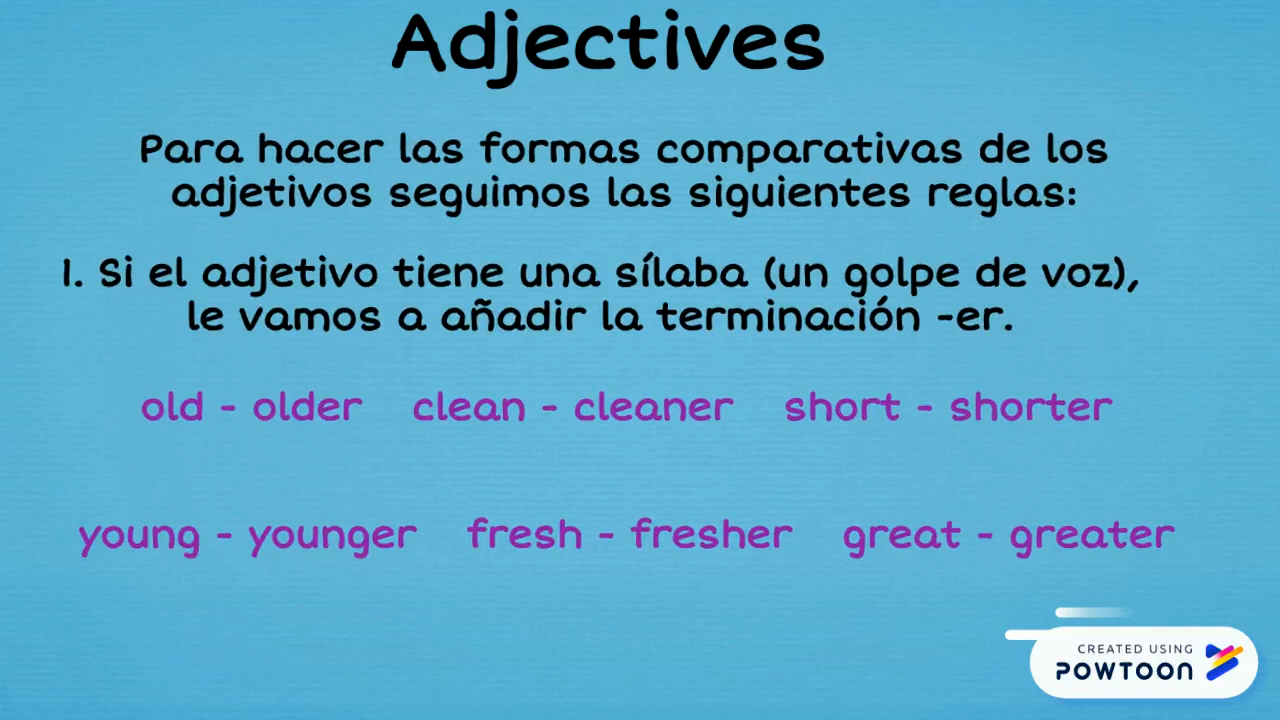 Adjectives
Para hacer las formas comparativas de los
adjetivos seguimos las siguientes reglas:
1. Si el adjetivo tiene una sílaba (un golpe de voz),
le vamos a añadir la terminación -er.
old - older clean - cleaner short - shorter
young - younger fresh - fresher great - greater
CREATED USING
POWTOON